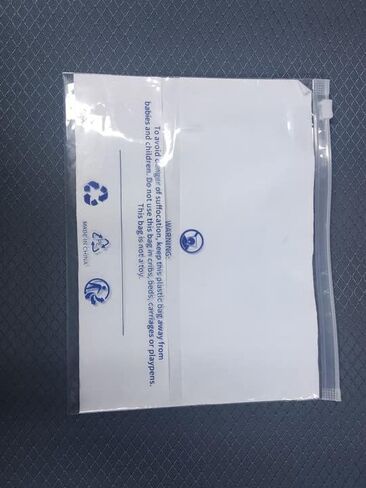 WARNING:
To avoid danger of suffocation, keep this plastic bag away from
babies and children. Do not use this bag in cribs, beds, carriages or playpens.
This bag is not a toy.
MADE IN CHINA